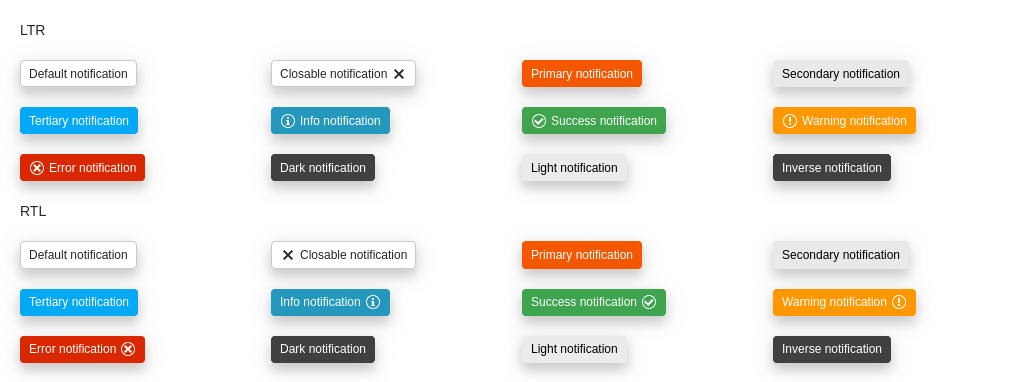 LTR
Default notification
Closable notification
Primary notification
Secondary notification
Tertiary notification
Info notification
Success notification
Warning notification
Error notification
Dark notification
Light notification
Inverse notification
RTL
Default notification
Closable notification
Primary notification
Secondary notification
Tertiary notification
Info notification
Success notification
Warning notification
Error notification
Dark notification
Light notification
Inverse notification